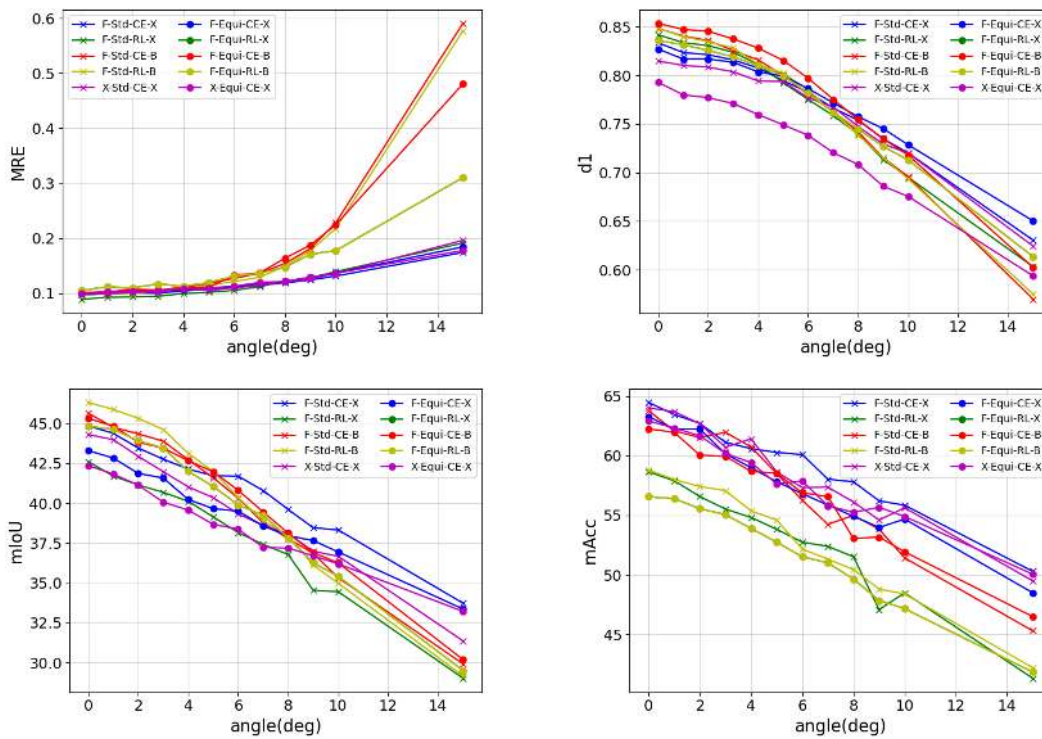 0.6
0.5
0.4
0.3
0.2
0.1
MRE
0 2 4 6 8 10 12 14
angle(deg)
F-Std-CE-X F-Equi-CE-X
F-Std-RL-X F-Equi-RL-X
F-Std-CE-B F-Equi-CE-B
F-Std-RL-B F-Equi-RL-B
X-Std-CE-X X-Equi-CE-X
0.85
0.80
0.75
0.70
0.65
0.60
d1
0 2 4 6 8 10 12 14
angle(deg)
F-Std-CE-X F-Equi-CE-X
F-Std-RL-X F-Equi-RL-X
F-Std-CE-B F-Equi-CE-B
F-Std-RL-B F-Equi-RL-B
X-Std-CE-X X-Equi-CE-X
45.0
42.5
40.0
37.5
35.0
32.5
30.0
mIoU
0 2 4 6 8 10 12 14
angle(deg)
F-Std-CE-X F-Equi-CE-X
F-Std-RL-X F-Equi-RL-X
F-Std-CE-B F-Equi-CE-B
F-Std-RL-B F-Equi-RL-B
X-Std-CE-X X-Equi-CE-X
65
60
55
50
45
mAcc
0 2 4 6 8 10 12 14
angle(deg)
F-Std-CE-X F-Equi-CE-X
F-Std-RL-X F-Equi-RL-X
F-Std-CE-B F-Equi-CE-B
F-Std-RL-B F-Equi-RL-B
X-Std-CE-X X-Equi-CE-X